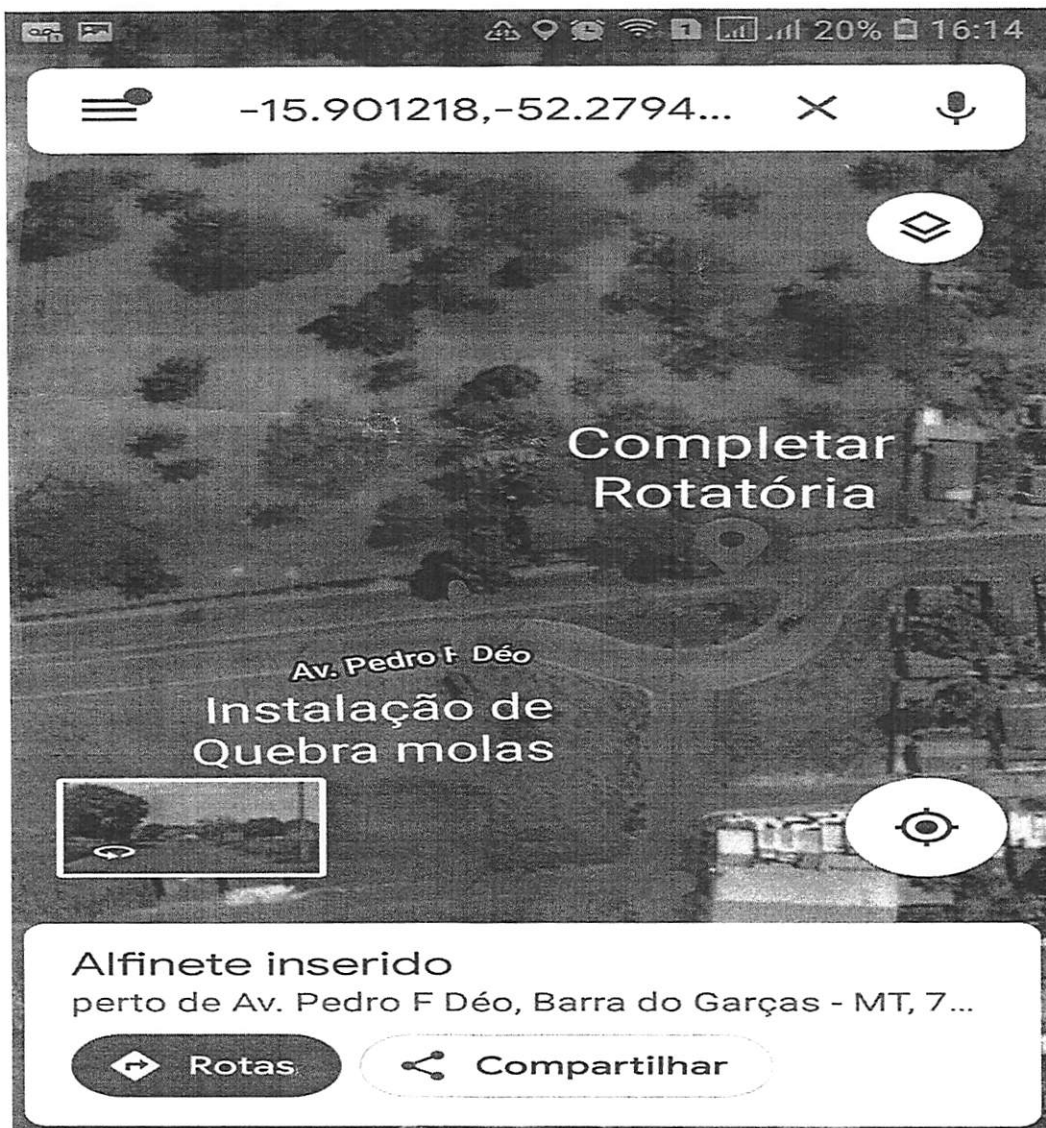 1 20% 16:14
-15.901218,-52.2794...
Completar
Rotatória
Av. Pedro F Déo
Instalação de
Quebra molas
Alfinete inserido
perto de Av. Pedro F Déo, Barra do Garças - MT, 7...
Rotas
Compartilhar